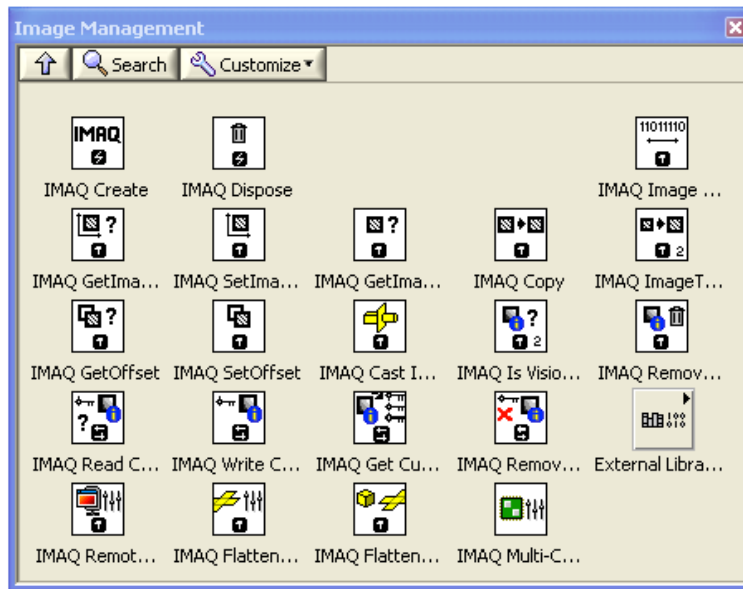 Image Management
Search Customize
IMAQ
11011110
IMAQ Create IMAQ Dispose IMAQ Image ...
? ? 2
IMAQ GetIma... IMAQ SetIma... IMAQ GetIma... IMAQ Copy IMAQ ImageT...
? ? 2
IMAQ GetOffset IMAQ SetOffset IMAQ Cast I... IMAQ Is Visio... IMAQ Remov...
?
IMAQ Read C... IMAQ Write C... IMAQ Get Cu... IMAQ Remov... External Libra...
IMAQ Remot... IMAQ Flatten... IMAQ Flatten... IMAQ Multi-C...